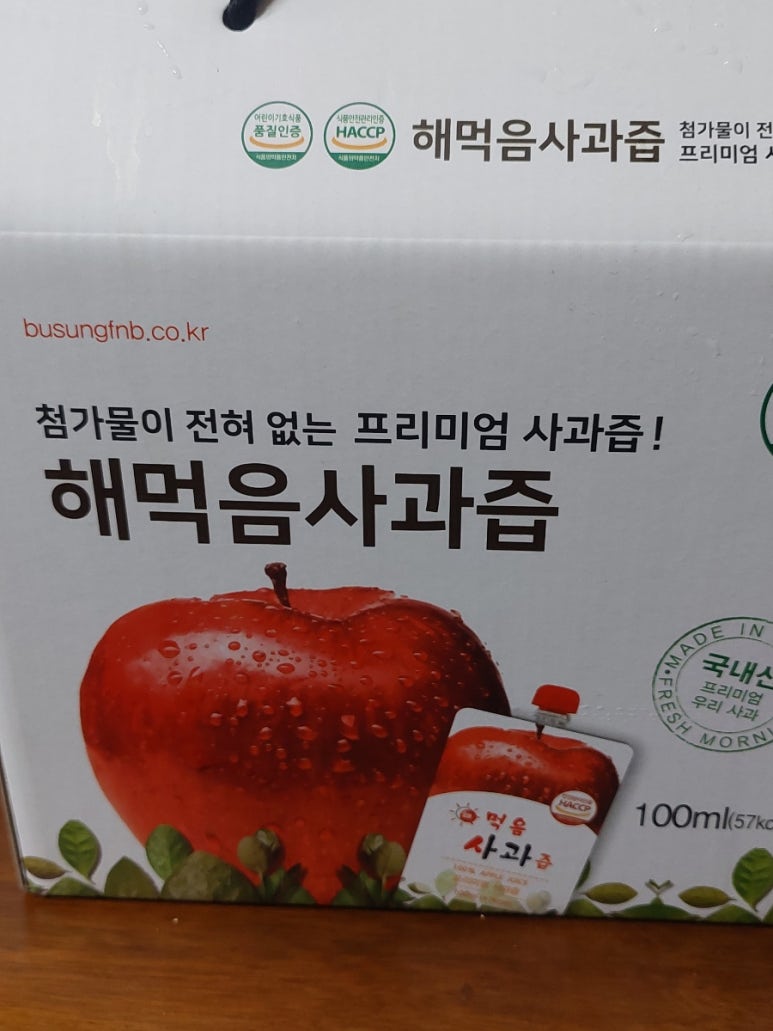 어린이기호식품
품질인증
식품의약품안전처
식품안전관리인증
HACCP
식품의약품안전처
해먹음사과즙
첨가물이 전
프리미엄
busungfnb.co.kr
첨가물이 전혀 없는 프리미엄 사과즙!
해먹음사과즙
MADE IN
국내산
프리미엄
우리 사과
FRESH MORNI
HACCP
먹음
사과즙
100% APPLE JUICE
100ml(57kc